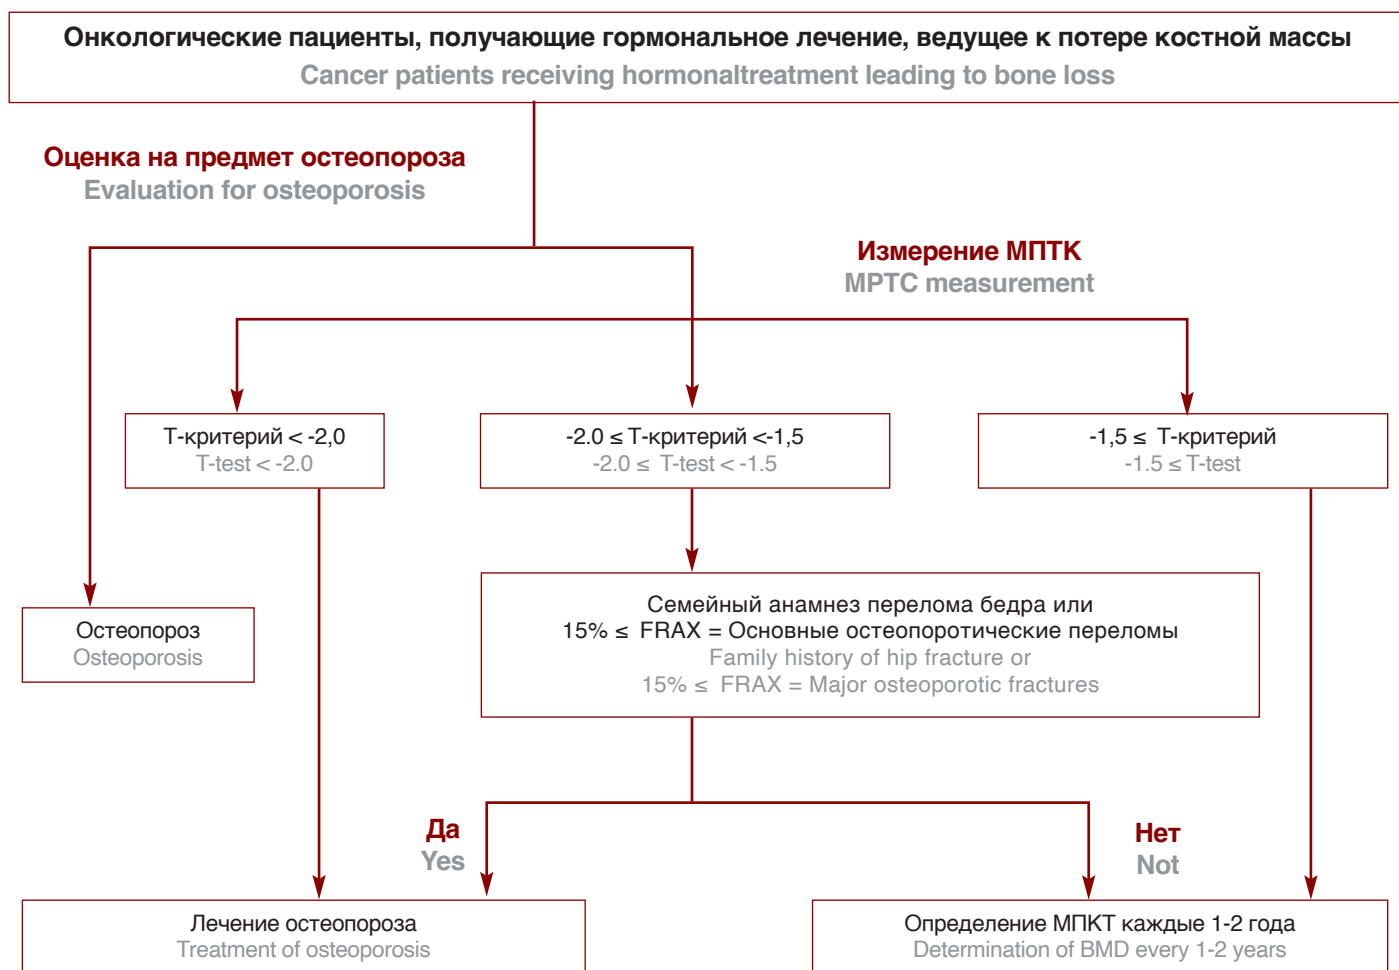 Онкологические пациенты, получающие гормональное лечение, ведущее к потере костной массы
Cancer patients receiving hormonaltreatment leading to bone loss
Оценка на предмет остеопороза
Evaluation for osteoporosis
Измерение МПТК
MPTC measurement
Т-критерий < -2,0
T-test < -2.0
-2.0 ≤ Т-критерий <-1,5
-2.0 ≤ T-test < -1.5
-1,5 ≤ Т-критерий
-1.5 ≤ T-test
Остеопороз
Osteoporosis
Семейный анамнез перелома бедра или
15% ≤ FRAX = Основные остеопоротические переломы
Family history of hip fracture or
15% ≤ FRAX = Major osteoporotic fractures
Да
Yes
Нет
Not
Лечение остеопороза
Treatment of osteoporosis
Определение МПКТ каждые 1-2 года
Determination of BMD every 1-2 years